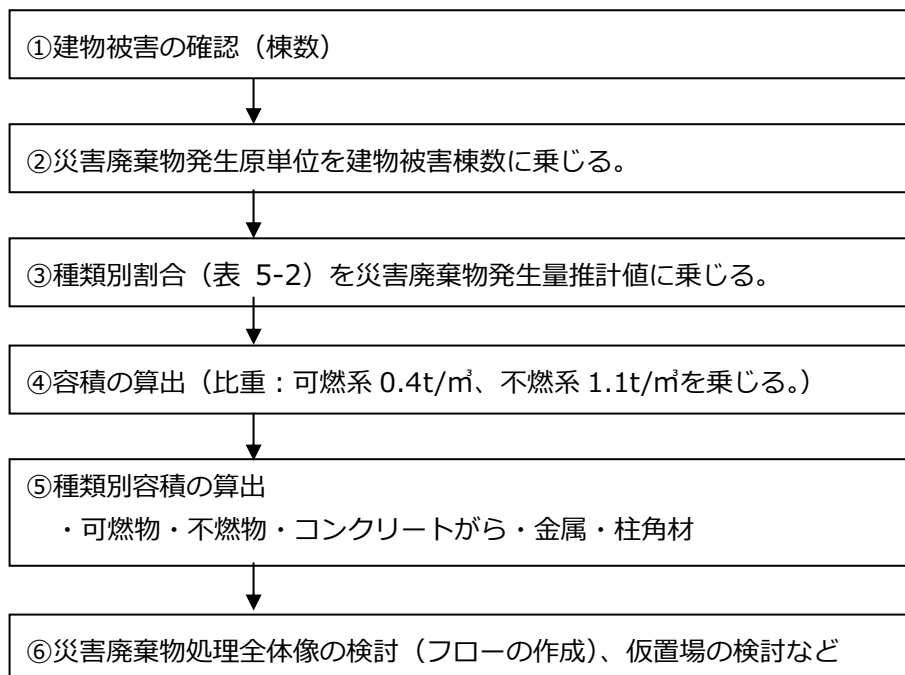 ①建物被害の確認（棟数）
②災害廃棄物発生原単位を建物被害棟数に乗じる。
③種類別割合（表 5-2）を災害廃棄物発生量推計値に乗じる。
④容積の算出（比重：可燃系 0.4t/㎥、不燃系 1.1t/㎥を乗じる。）
⑤種類別容積の算出
・可燃物・不燃物・コンクリートがら・金属・柱角材
⑥災害廃棄物処理全体像の検討（フローの作成）、仮置場の検討など